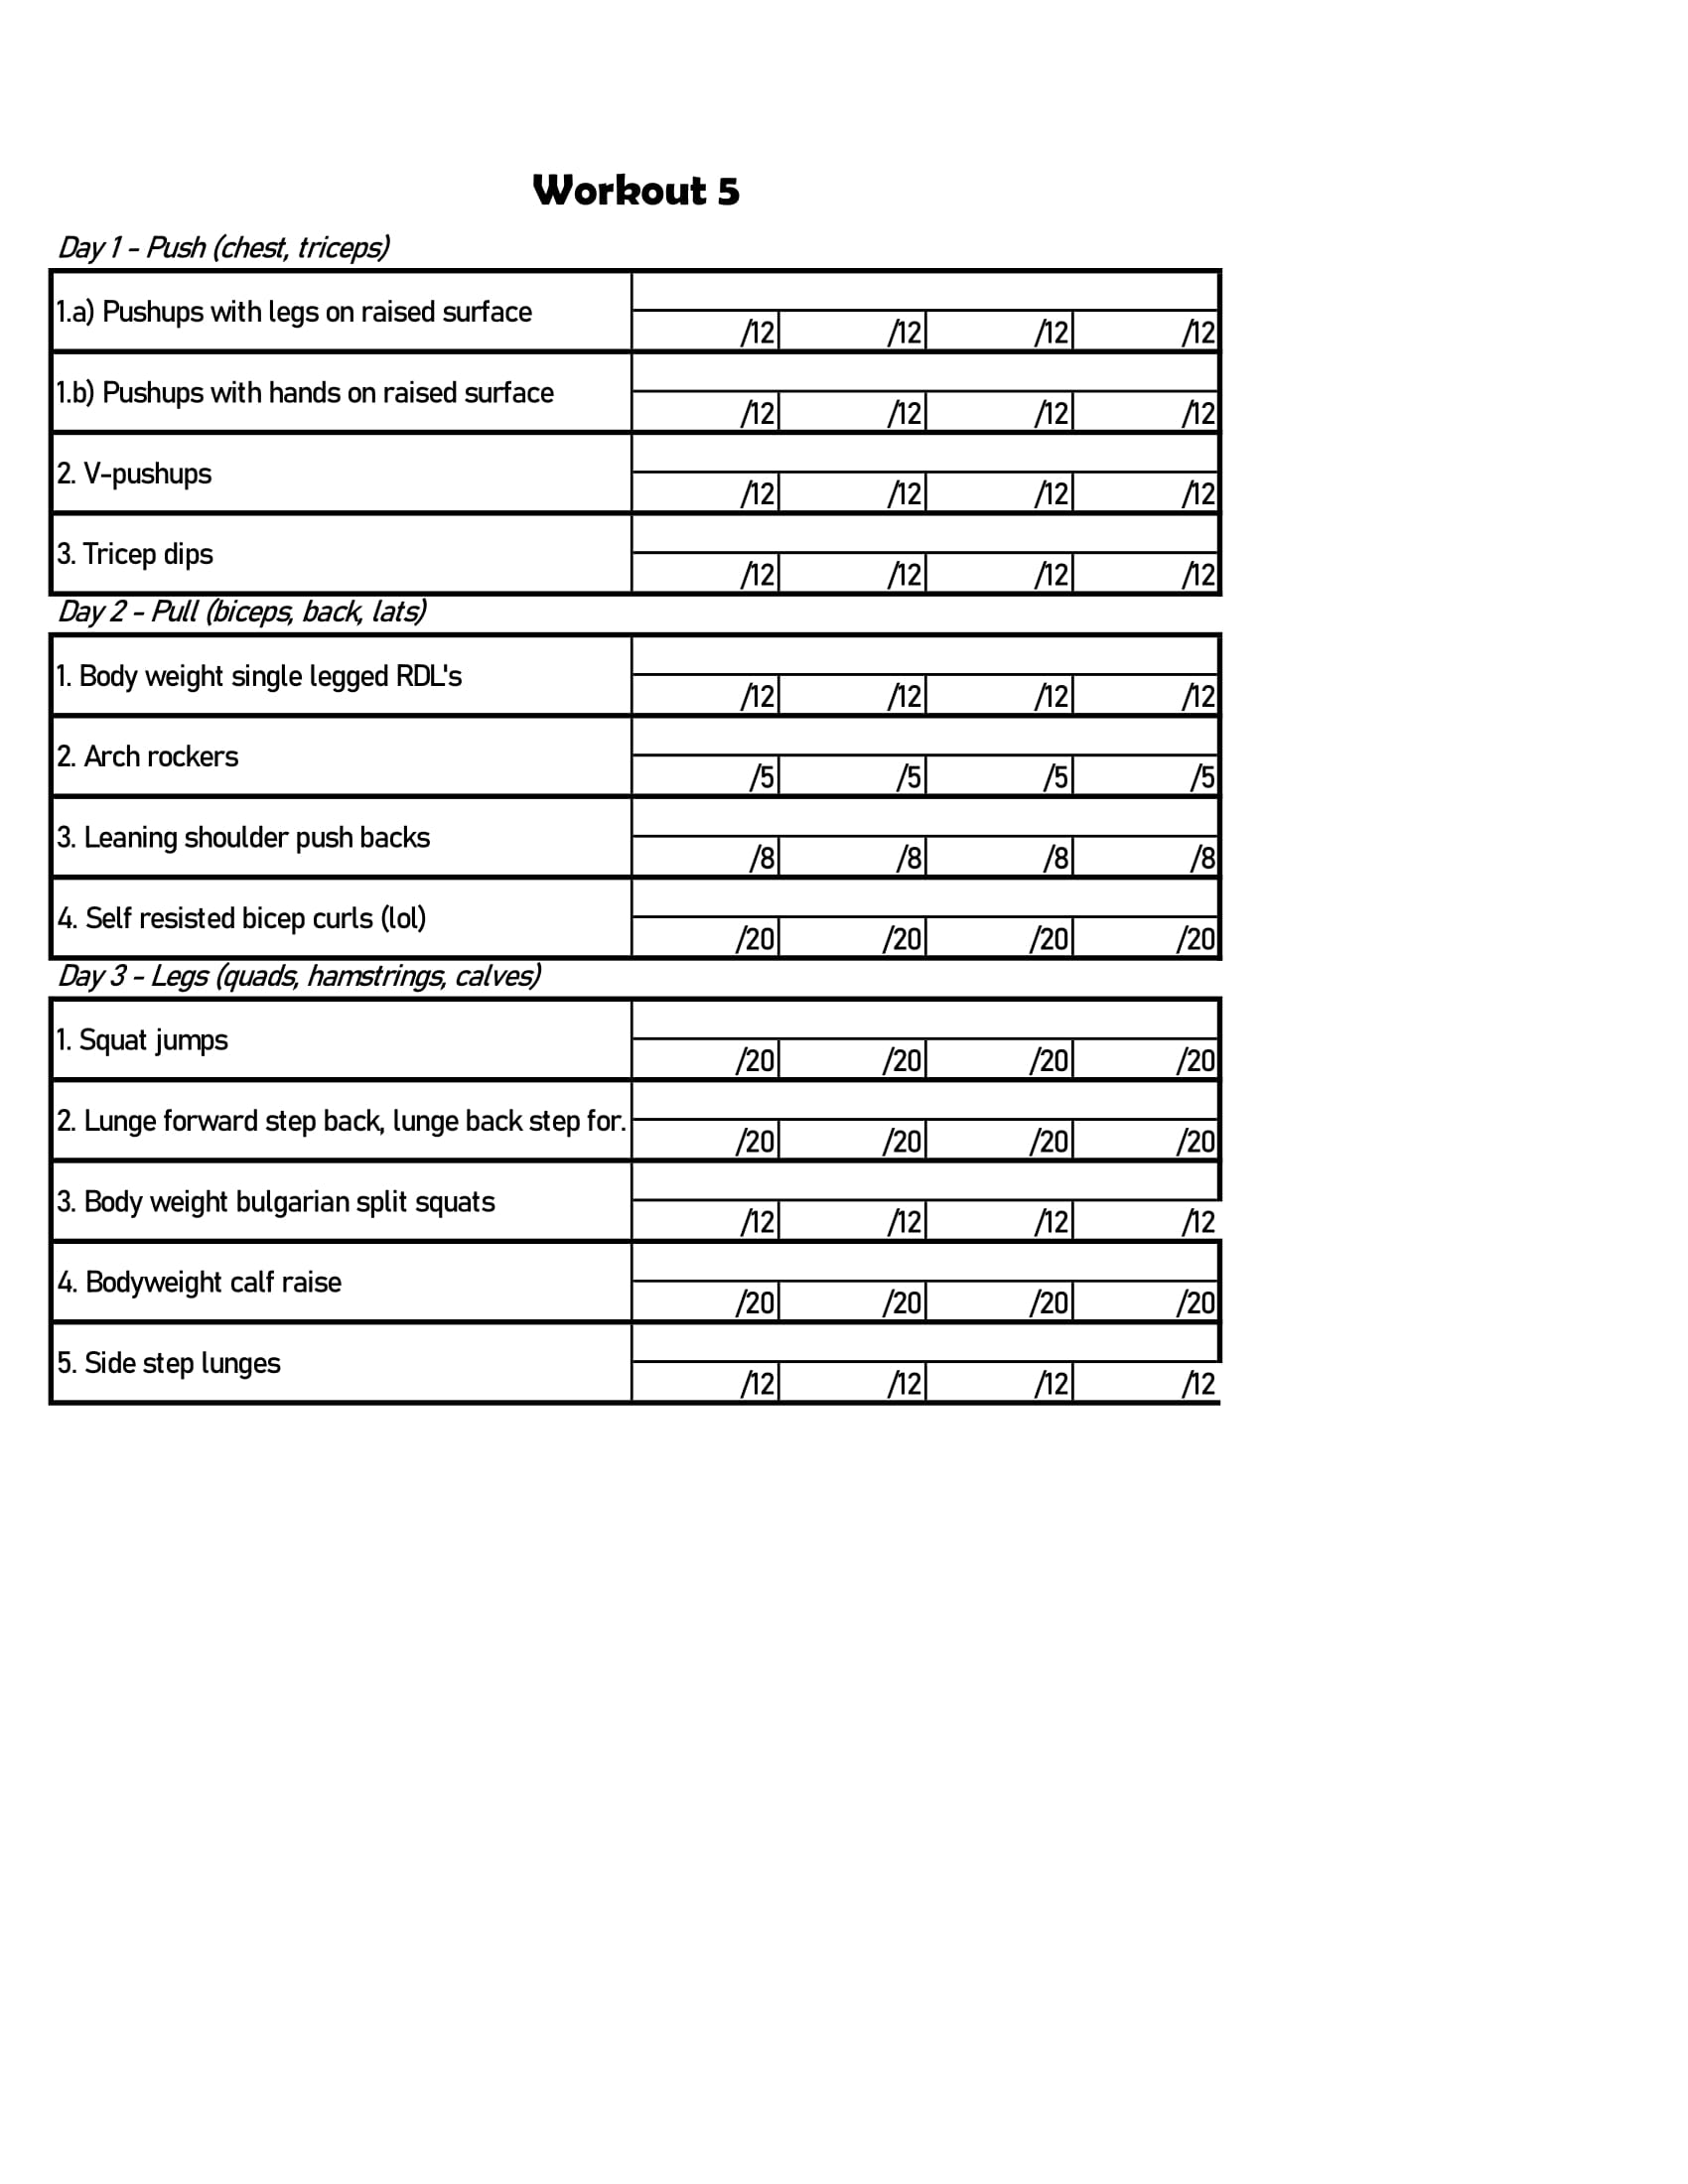 Workout 5
Day 1 - Push (chest, triceps)
1.a) Pushups with legs on raised surface
/12 /12 /12 /12
1.b) Pushups with hands on raised surface
/12 /12 /12 /12
2. V-pushups
/12 /12 /12 /12
3. Tricep dips
/12 /12 /12 /12
Day 2 - Pull (biceps, back, lats)
1. Body weight single legged RDL's
/12 /12 /12 /12
2. Arch rockers
/5 /5 /5 /5
3. Leaning shoulder push backs
/8 /8 /8 /8
4. Self resisted bicep curls (lol)
/20 /20 /20 /20
Day 3 - Legs (quads, hamstrings, calves)
1. Squat jumps
/20 /20 /20 /20
2. Lunge forward step back, lunge back step for.
/20 /20 /20 /20
3. Body weight bulgarian split squats
/12 /12 /12 /12
4. Bodyweight calf raise
/20 /20 /20 /20
5. Side step lunges
/12 /12 /12 /12